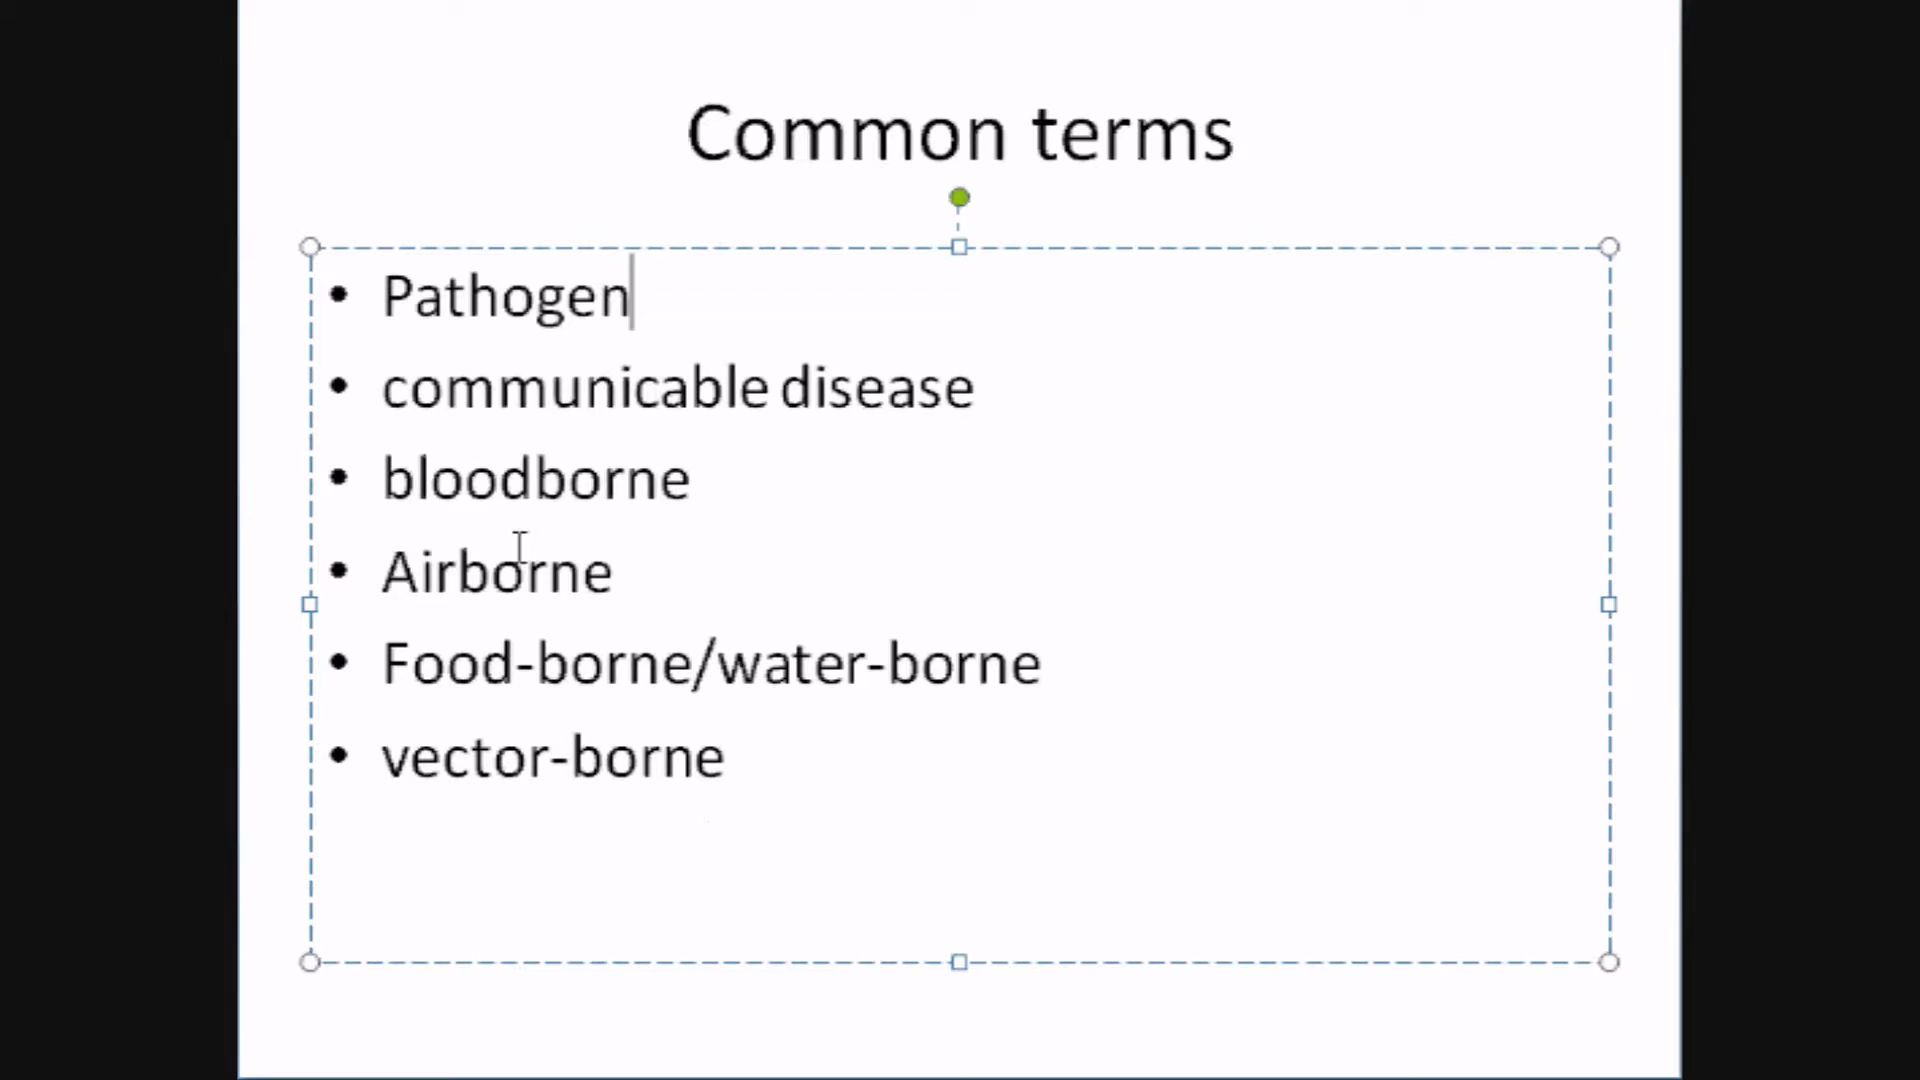 Common terms
• Pathogen
• communicable disease
• bloodborne
• Airborne
• Food-borne/water-borne
• vector-borne